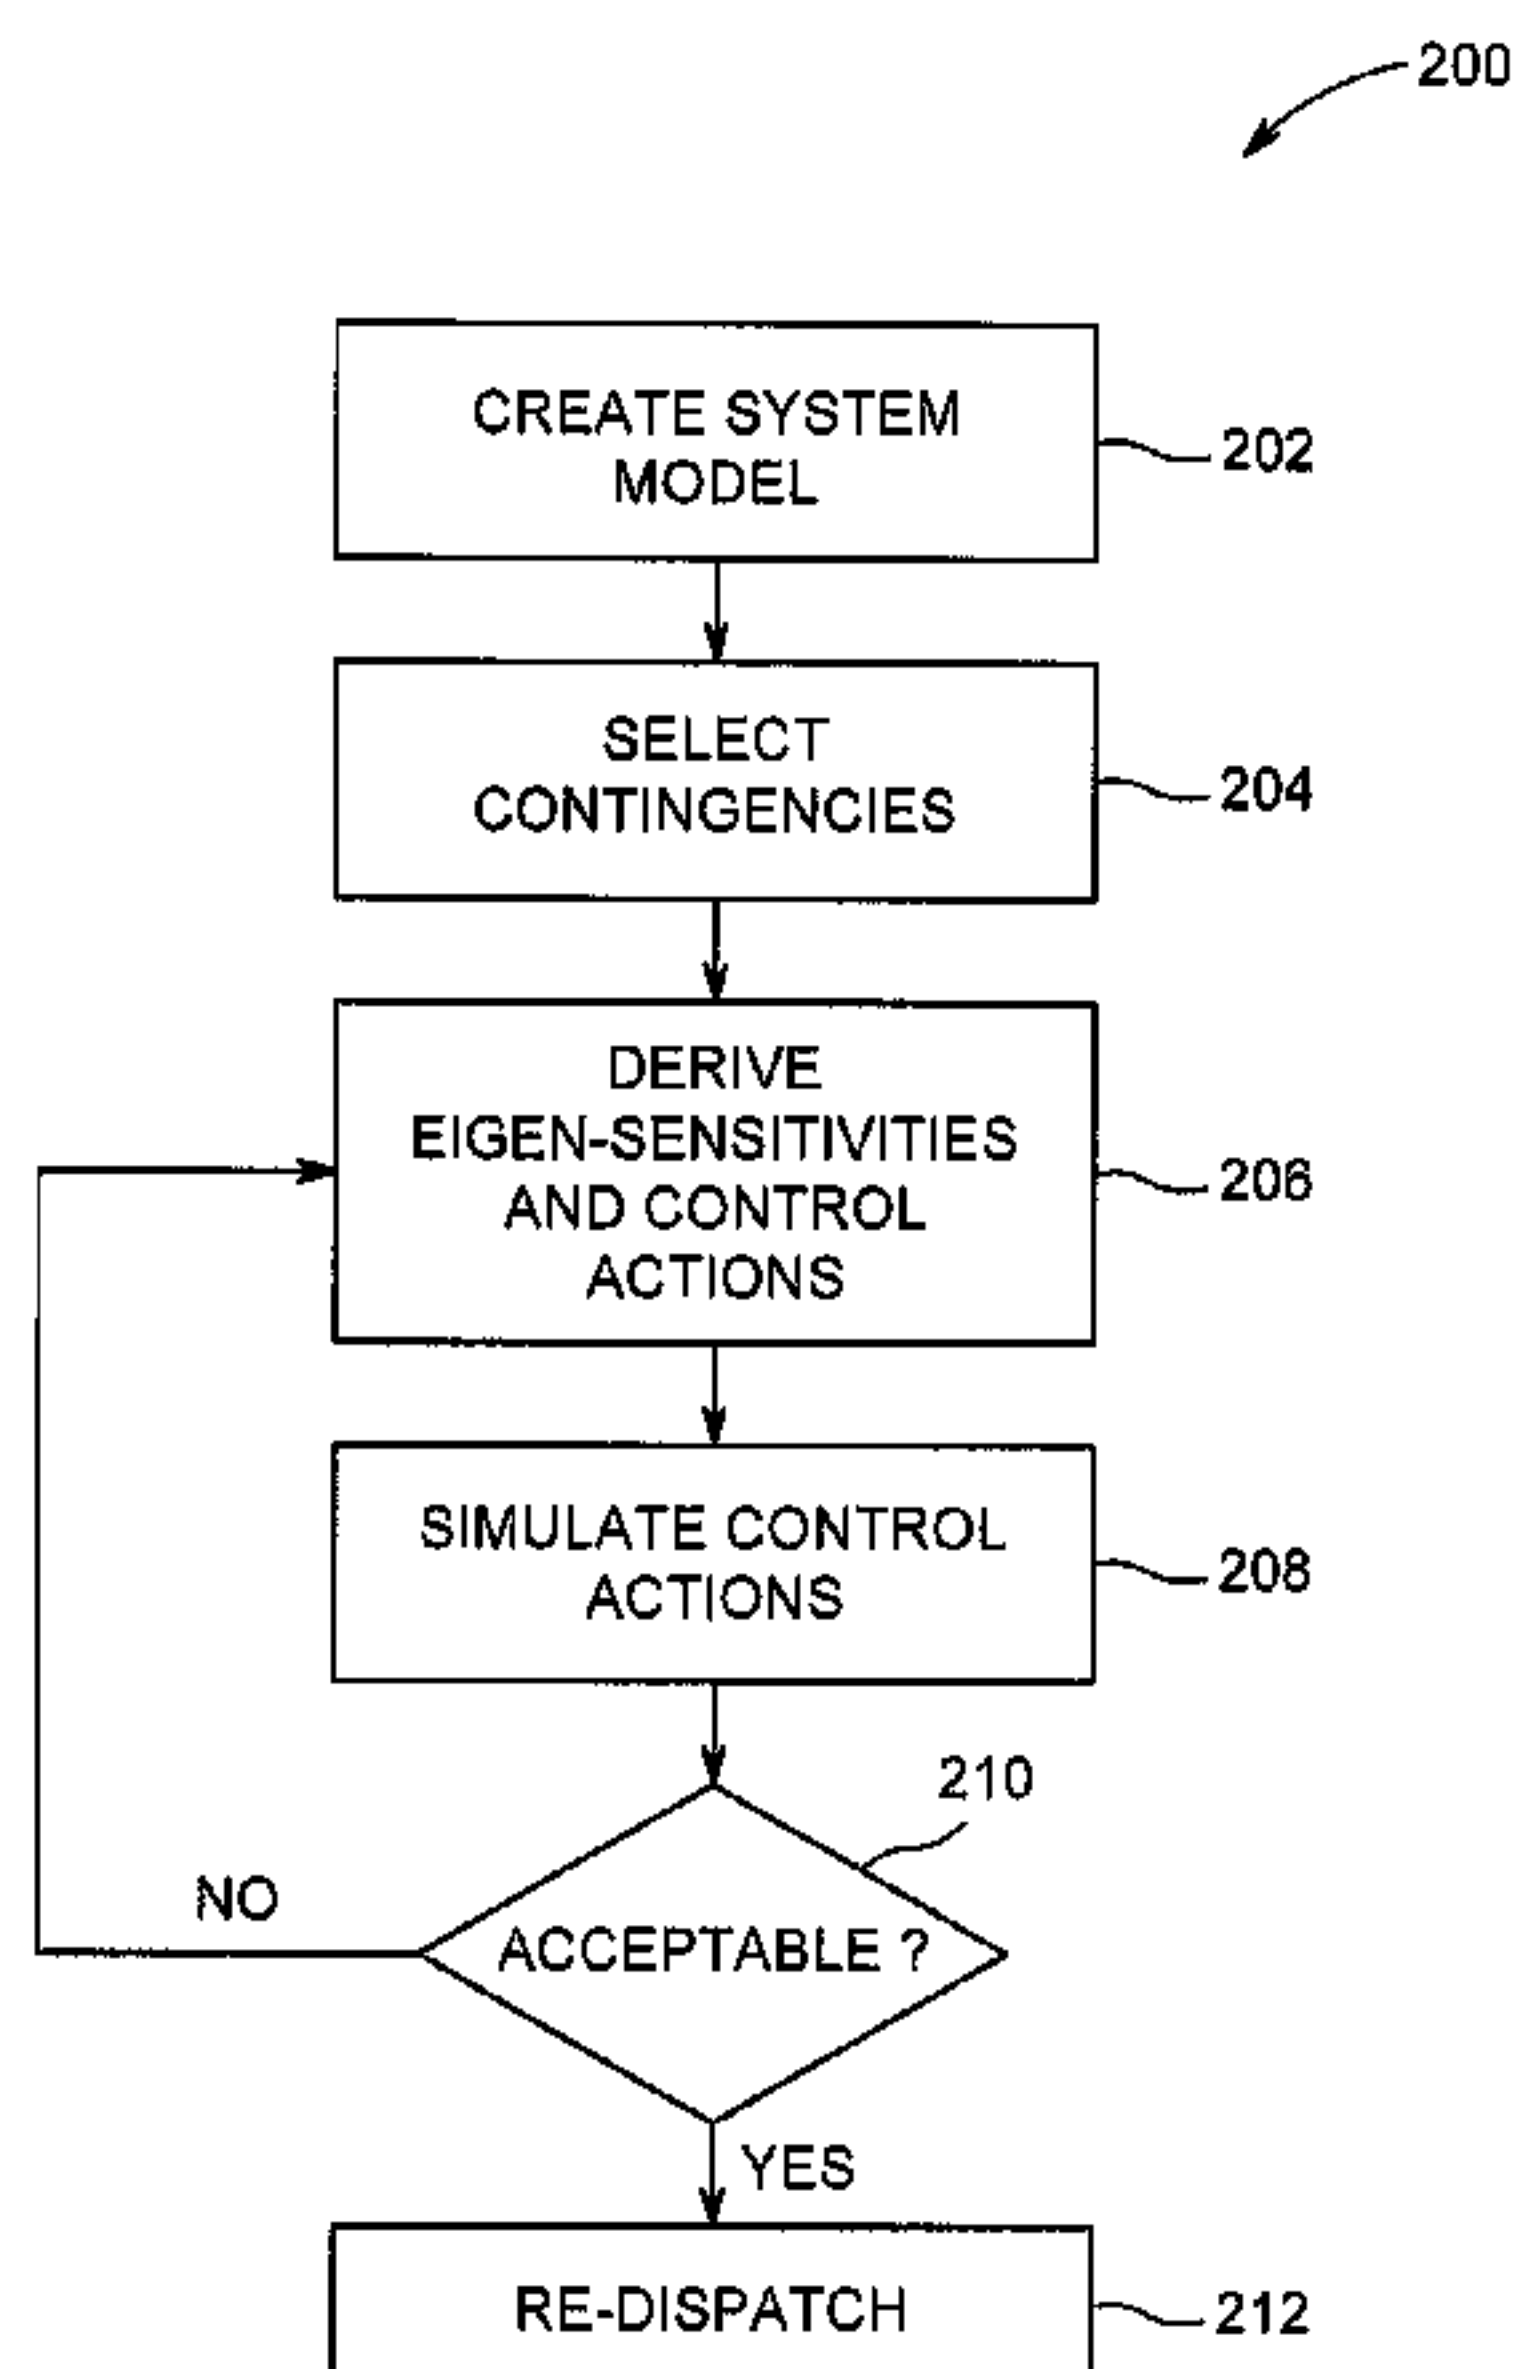 200
CREATE SYSTEM
MODEL
202
SELECT
CONTINGENCIES
204
DERIVE
EIGEN-SENSITIVITIES
AND CONTROL
ACTIONS
206
SIMULATE CONTROL
ACTIONS
208
210
NO
ACCEPTABLE ?
YES
RE-DISPATCH
212